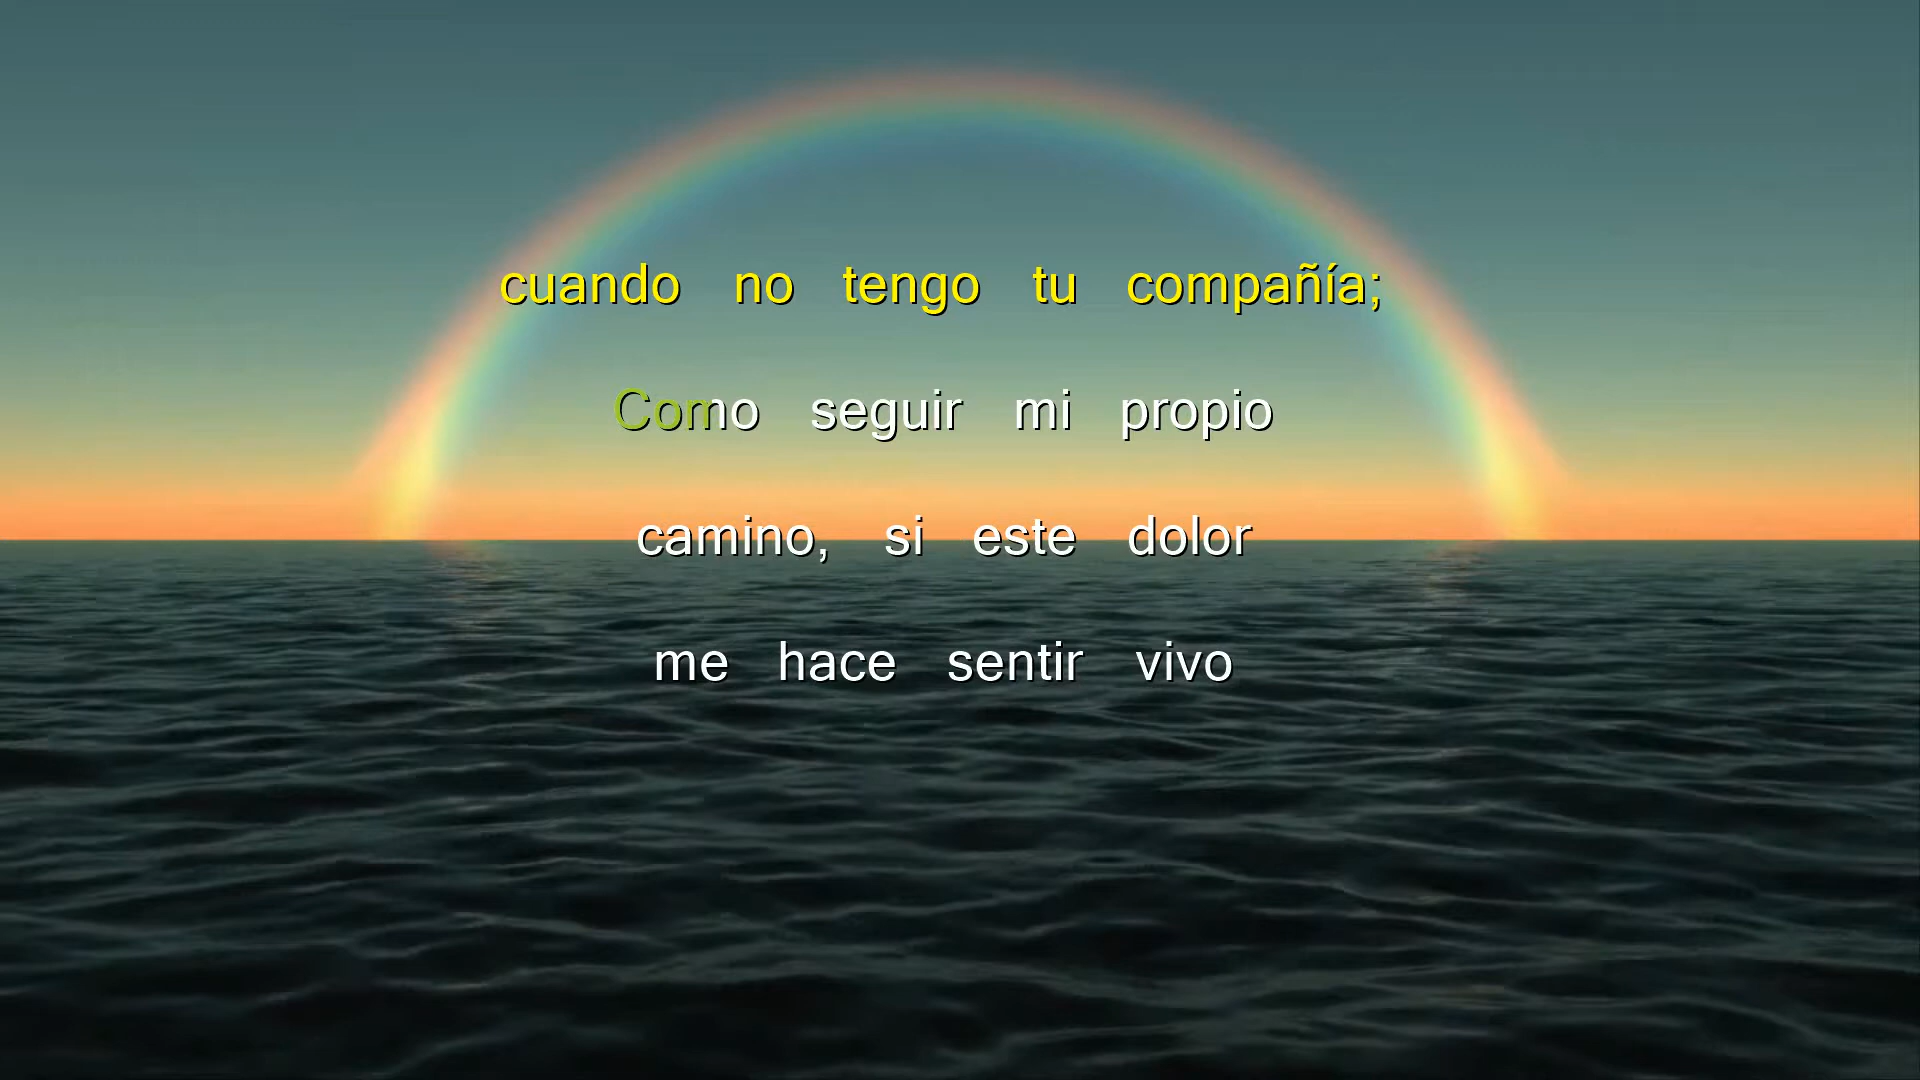 cuando no tengo tu compañía;
Como seguir mi propio
camino, si este dolor
me hace sentir vivo